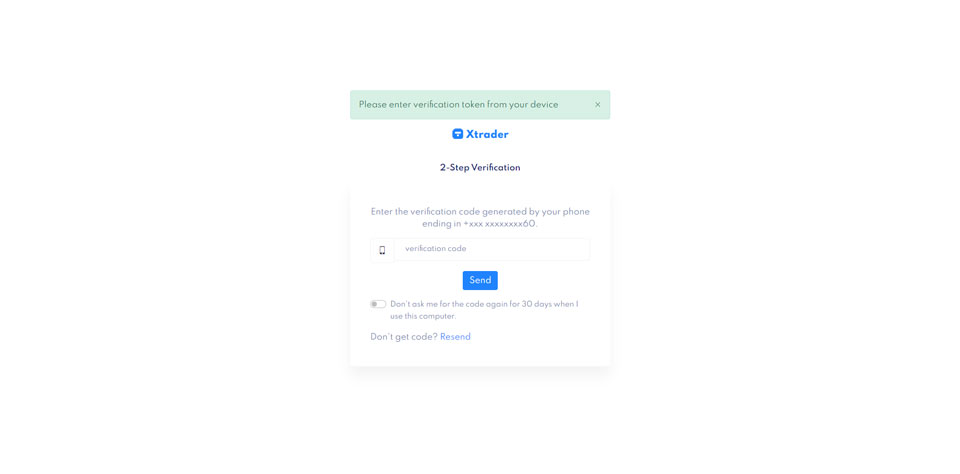 Please enter verification token from your device ×
Xtrader
2-Step Verification
Enter the verification code generated by your phone
ending in +xxx xxxxxxxx60.
verification code
Send
Don't ask me for the code again for 30 days when I
use this computer.
Don't get code? Resend